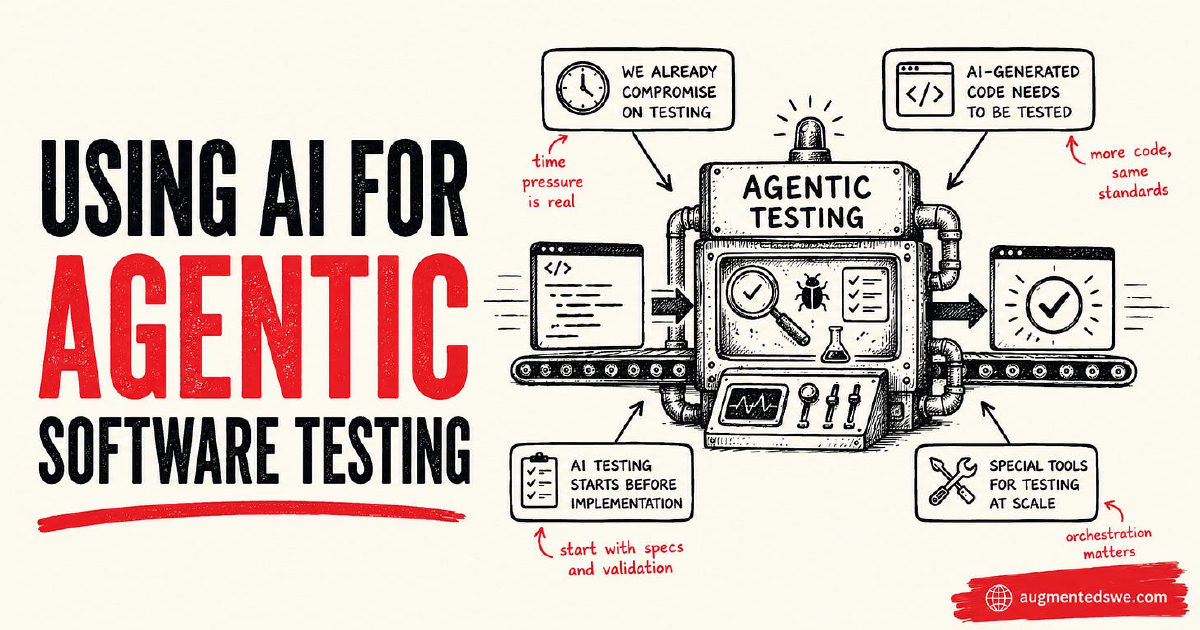 USING AI FOR
AGENTIC
SOFTWARE TESTING
WE ALREADY
COMPROMISE
ON TESTING
time
pressure
is real
AI-GENERATED
CODE NEEDS
TO BE TESTED
more code,
same
standards
AGENTIC
TESTING
</>
</>
AI TESTING
STARTS BEFORE
IMPLEMENTATION
start with specs
and validation
SPECIAL TOOLS
FOR TESTING
AT SCALE
orchestration
matters
augmentedswe.com